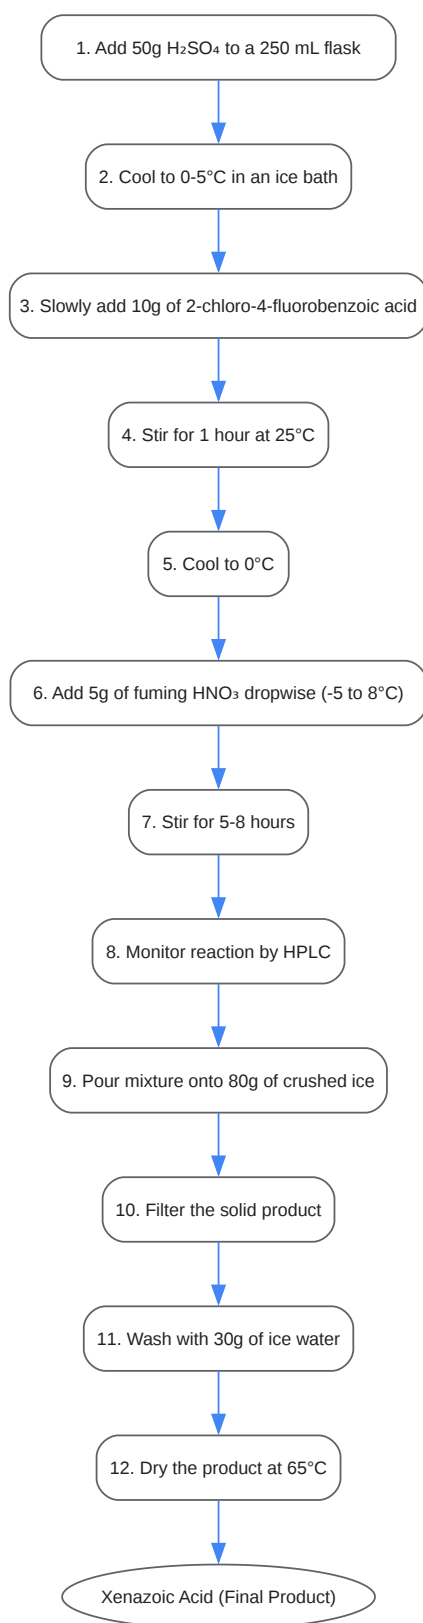 1. Add 50g H₂SO₄ to a 250 mL flask
2. Cool to 0-5°C in an ice bath
3. Slowly add 10g of 2-chloro-4-fluorobenzoic acid
4. Stir for 1 hour at 25°C
5. Cool to 0°C
6. Add 5g of fuming HNO₃ dropwise (-5 to 8°C)
7. Stir for 5-8 hours
8. Monitor reaction by HPLC
9. Pour mixture onto 80g of crushed ice
10. Filter the solid product
11. Wash with 30g of ice water
12. Dry the product at 65°C
Xenazoic Acid (Final Product)